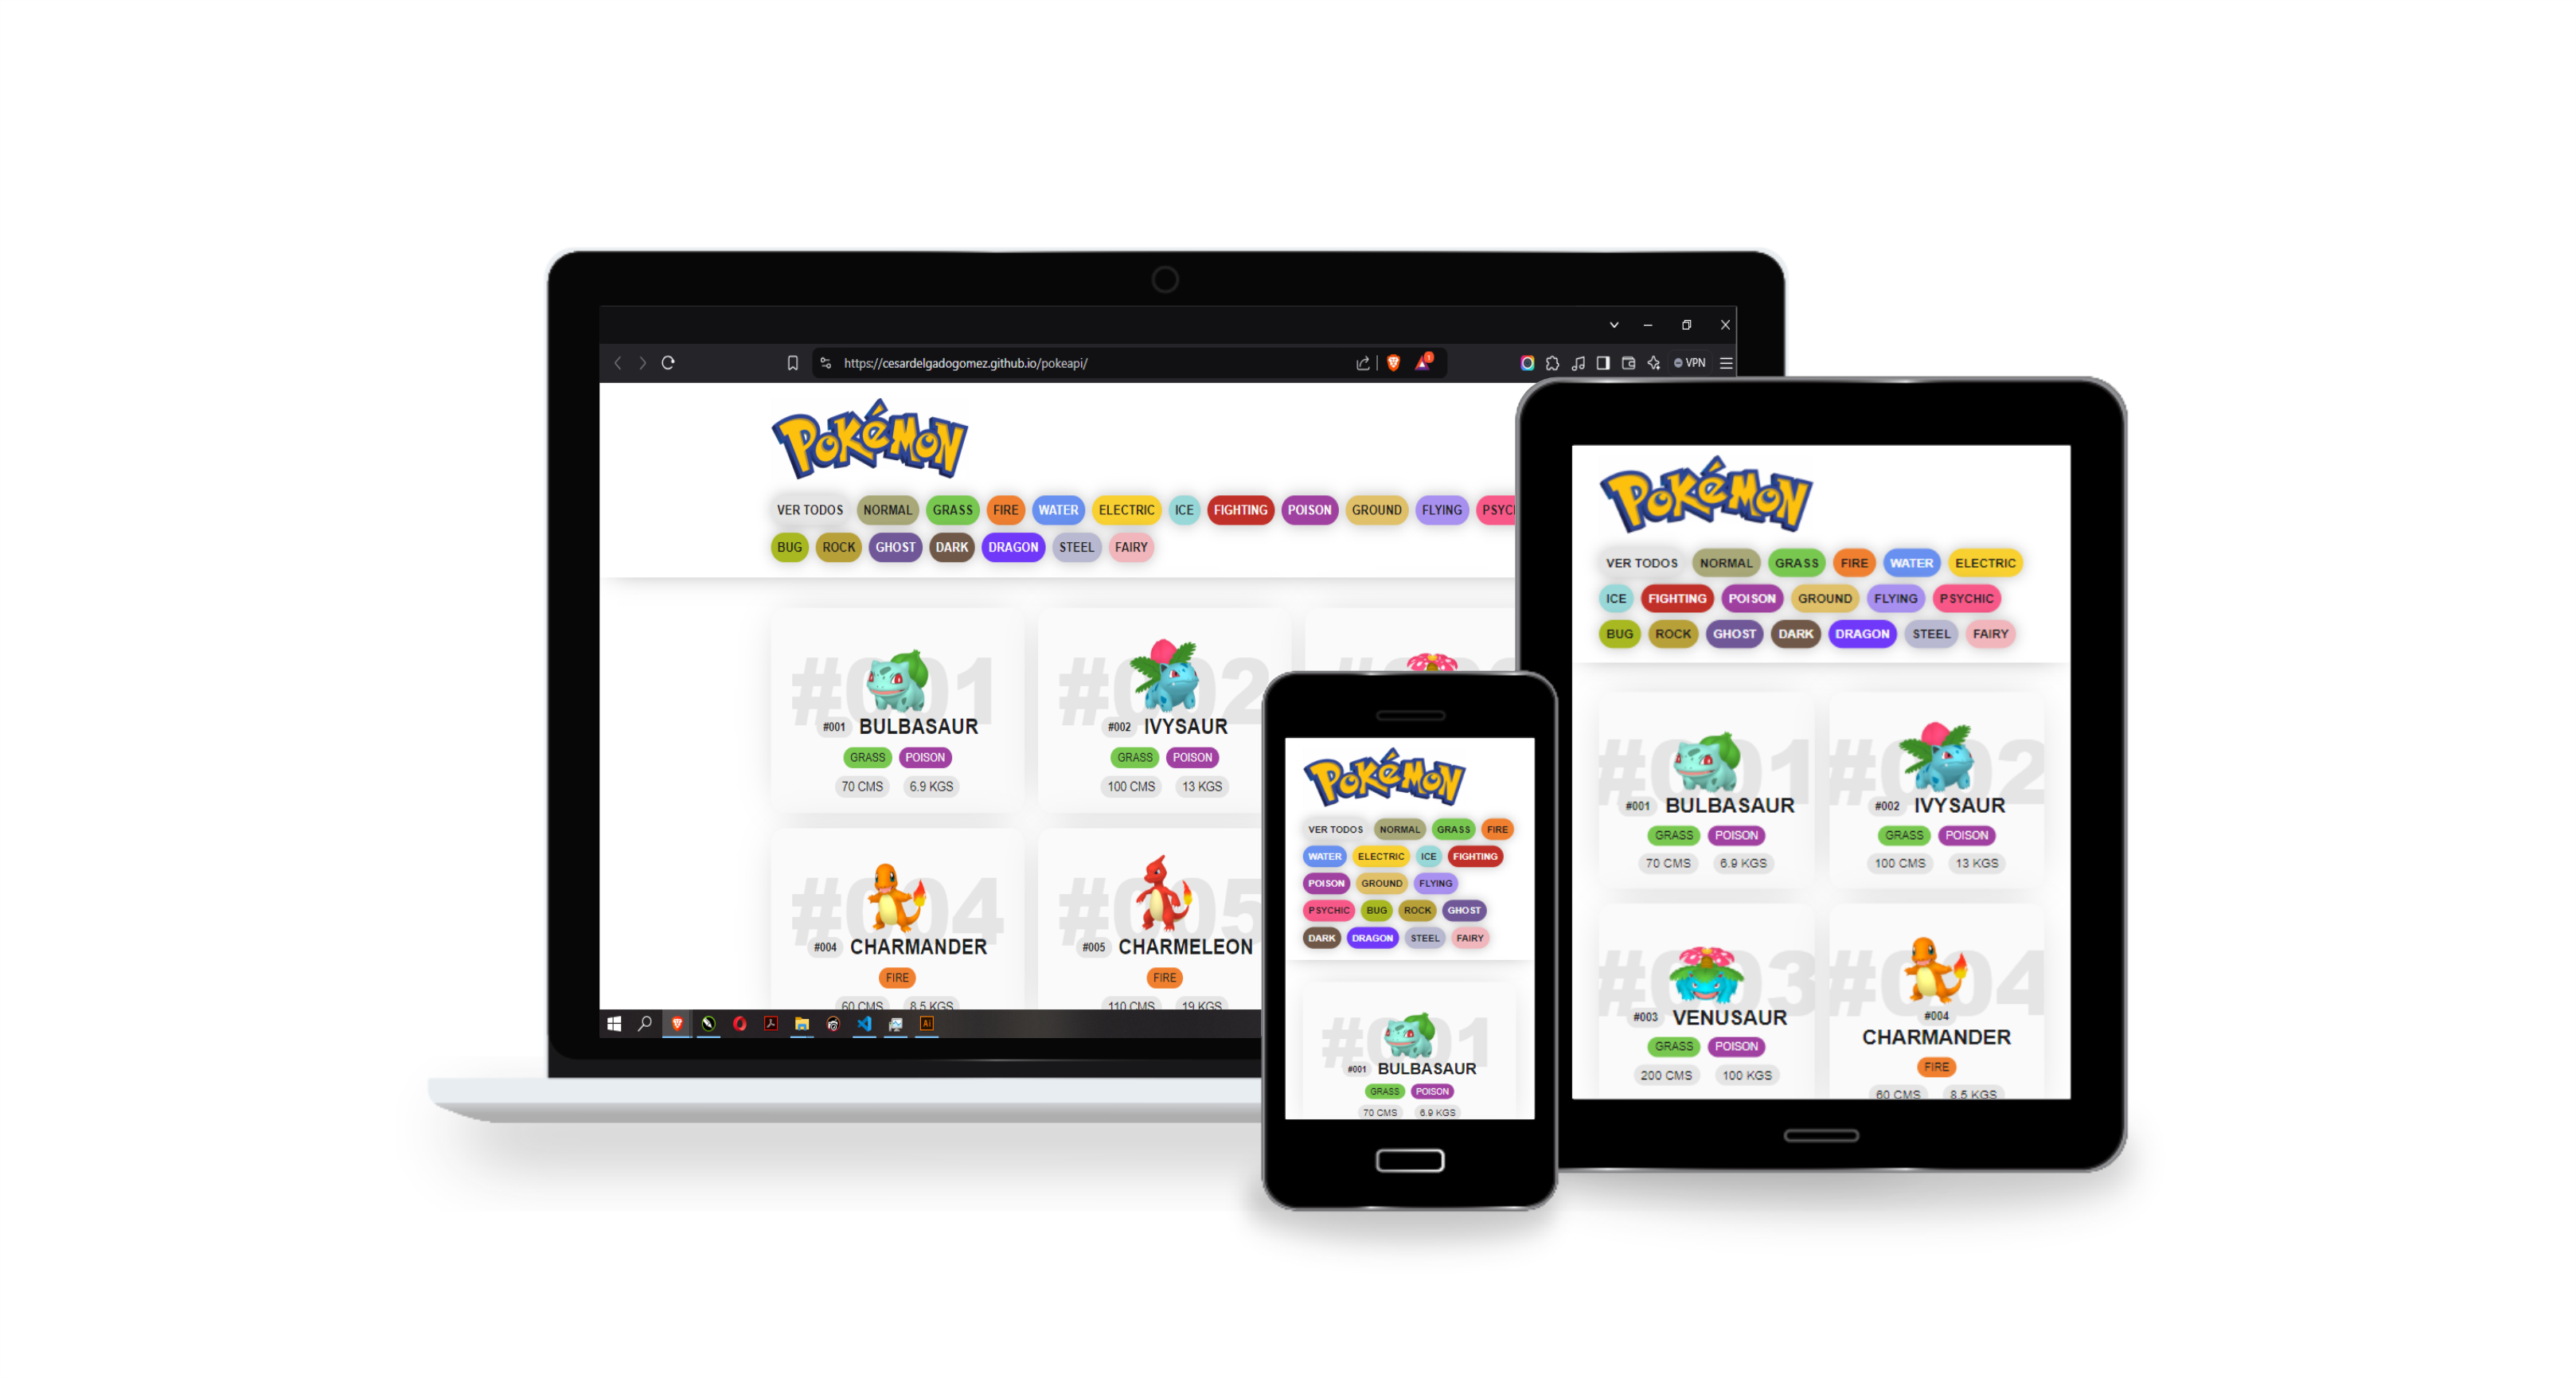 https://cesardelgadogomez.github.io/pokeapi/
VPN
POKéMON
VER TODOS NORMAL GRASS FIRE WATER ELECTRIC ICE FIGHTING POISON GROUND FLYING
BUG ROCK GHOST DARK DRAGON STEEL FAIRY
#001 #002
#001 BULBASAUR #002 IVYSAUR
GRASS POISON GRASS POISON
70 CMS 6.9 KGS 100 CMS 13 KGS
#004 #005
#004 CHARMANDER #005 CHARMELEON
FIRE FIRE
60 CMS 8.5 KGS 110 CMS 19 KGS
Ai
POKéMON
VER TODOS NORMAL GRASS FIRE
WATER ELECTRIC ICE FIGHTING
POISON GROUND FLYING
PSYCHIC BUG ROCK GHOST
DARK DRAGON STEEL FAIRY
#001
#001 BULBASAUR
GRASS POISON
70 CMS 6.9 KGS
POKéMON
VER TODOS NORMAL GRASS FIRE WATER ELECTRIC
ICE FIGHTING POISON GROUND FLYING PSYCHIC
BUG ROCK GHOST DARK DRAGON STEEL FAIRY
#001 #002
#001 BULBASAUR #002 IVYSAUR
GRASS POISON GRASS POISON
70 CMS 6.9 KGS 100 CMS 13 KGS
#003 #004
#003 VENUSAUR #004
CHARMANDER
GRASS POISON FIRE
200 CMS 100 KGS 60 CMS 8.5 KGS